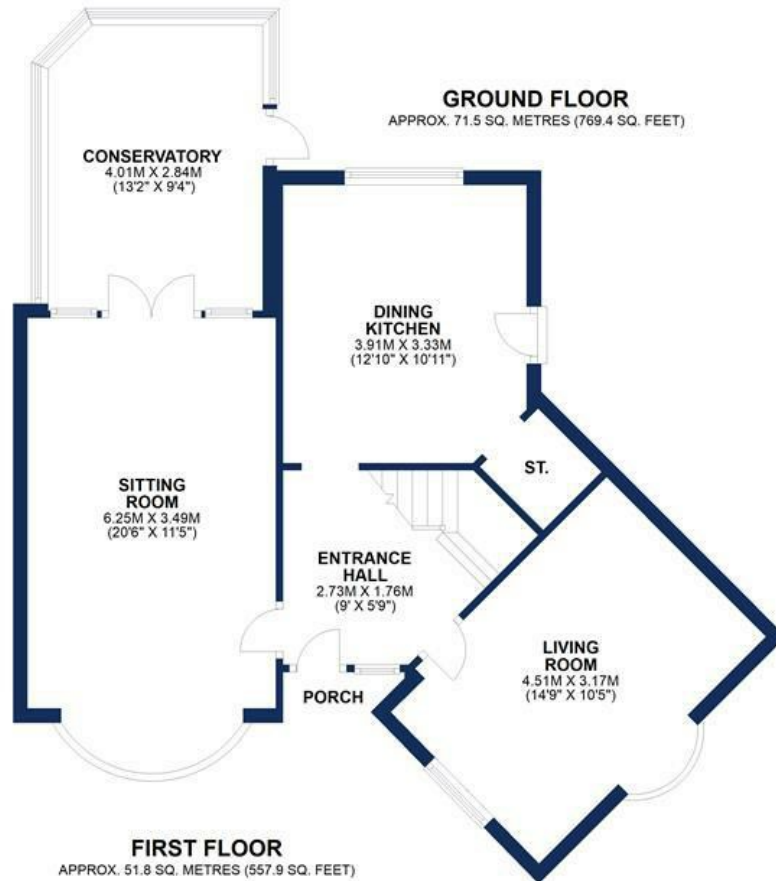 GROUND FLOOR
APPROX. 71.5 SQ. METRES (769.4 SQ. FEET)
CONSERVATORY
4.01M X 2.84M
(13'2" X 9'4")
DINING
KITCHEN
3.91M X 3.33M
(12'10" X 10'11")
SITTING
ROOM
6.25M X 3.49M
(20'6" X 11'5")
ST.
ENTRANCE
HALL
2.73M X 1.76M
(9' X 5'9")
LIVING
ROOM
4.51M X 3.17M
(14'9" X 10'5")
PORCH
FIRST FLOOR
APPROX. 51.8 SQ. METRES (557.9 SQ. FEET)